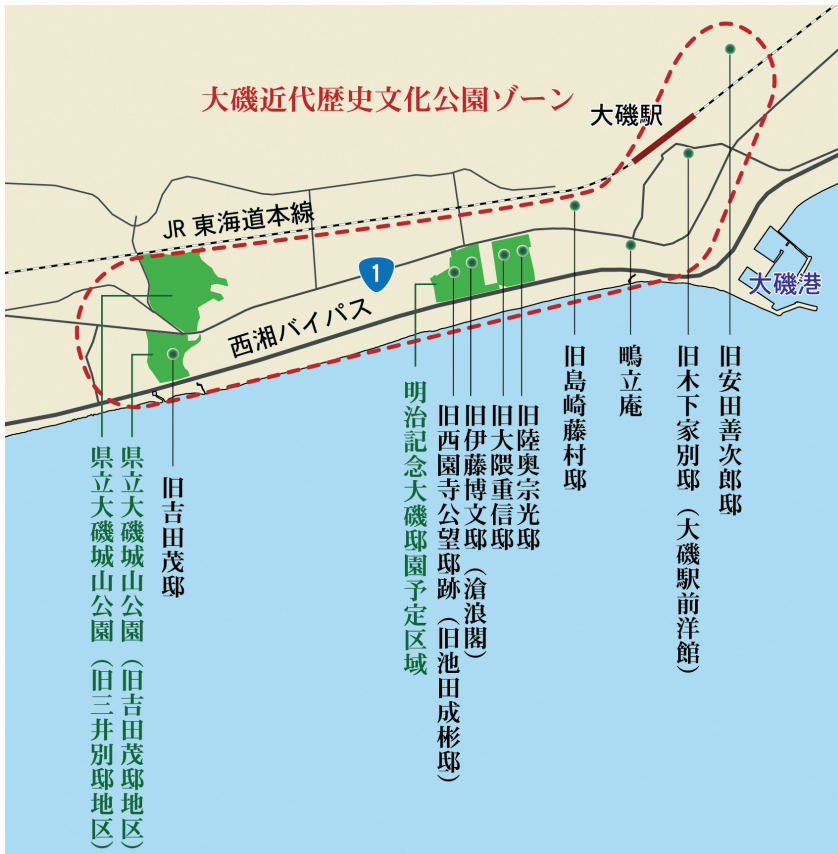 大磯近代歴史文化公園ゾーン
大磯駅
JR 東海道本線
1
西湘バイパス
大磯港
旧安田善次郎邸
旧木下家別邸（大磯駅前洋館）
鴫立庵
旧島崎藤村邸
旧陸奥宗光邸
旧大隈重信邸
旧伊藤博文邸（滄浪閣）
旧西園寺公望邸跡（旧池田成彬邸）
明治記念大磯邸園予定区域
旧吉田茂邸
県立大磯城山公園（旧吉田茂邸地区）
県立大磯城山公園（旧三井別邸地区）